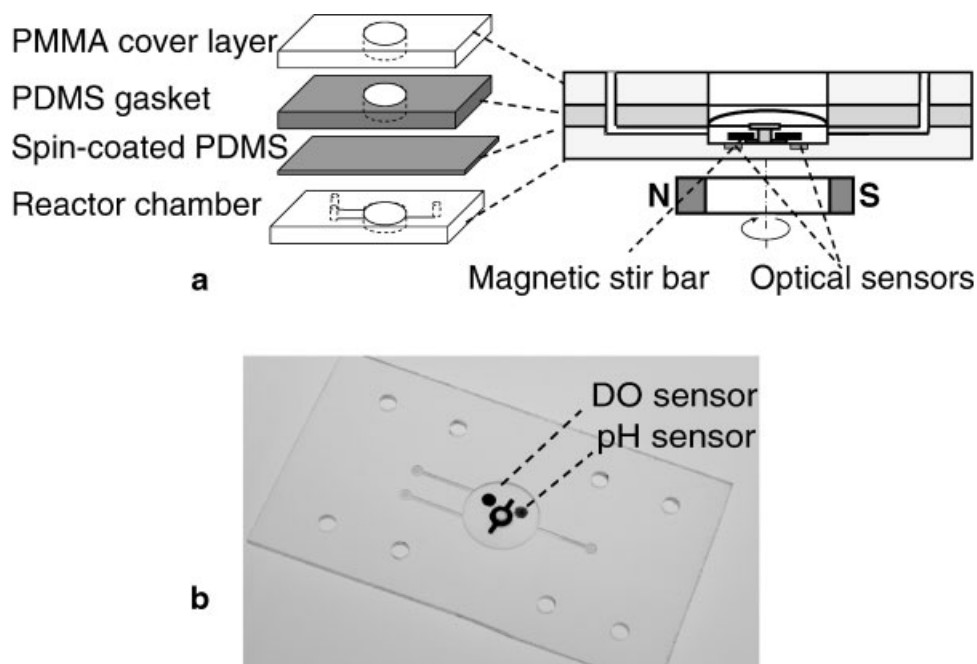 PMMA cover layer
PDMS gasket
Spin-coated PDMS
Reactor chamber
N
S
Magnetic stir bar
Optical sensors
a
DO sensor
pH sensor
b